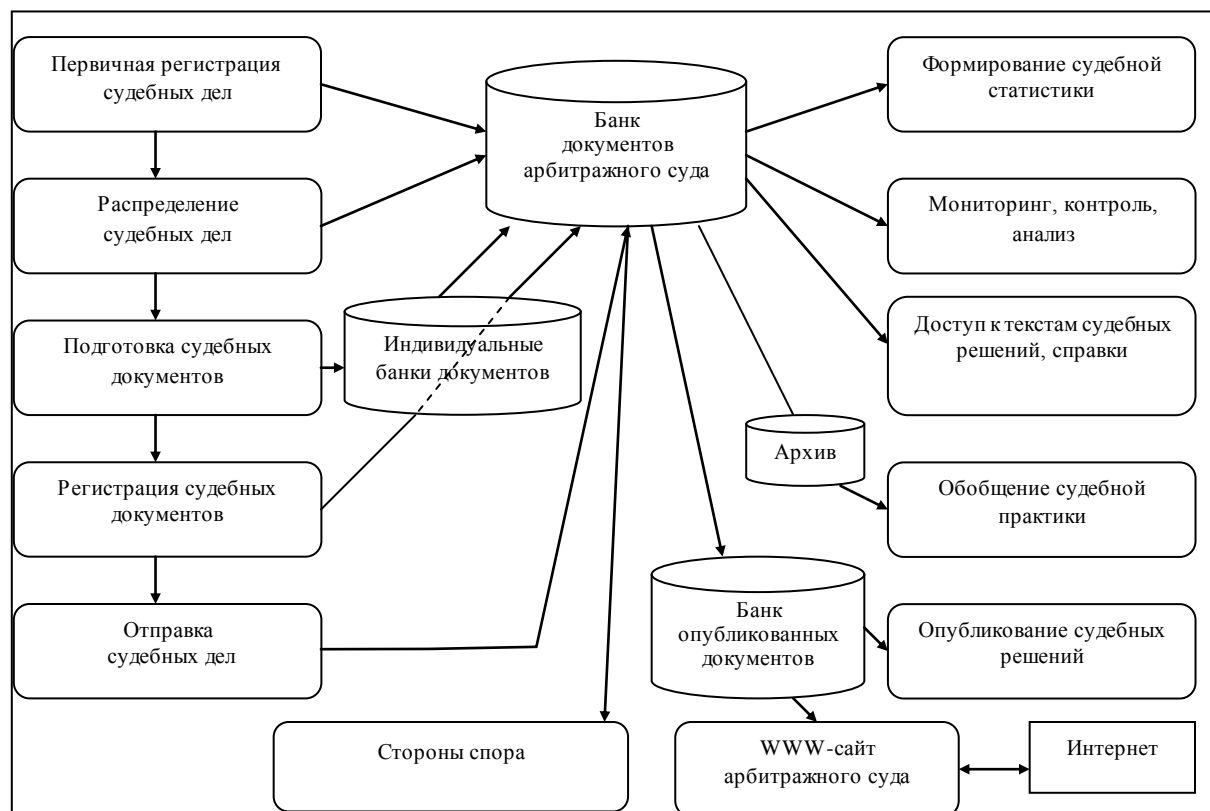 Первичная регистрация
судебных дел
Распределение
судебных дел
Подготовка судебных
документов
Регистрация судебных
документов
Отправка
судебных дел
Банк
документов
арбитражного суда
Индивидуальные
банки документов
Стороны спора
Архив
Банк
опубликованных
документов
WWW-сайт
арбитражного суда
Интернет
Формирование судебной
статистики
Мониторинг, контроль,
анализ
Доступ к текстам судебных
решений, справки
Обобщение судебной
практики
Опубликование судебных
решений